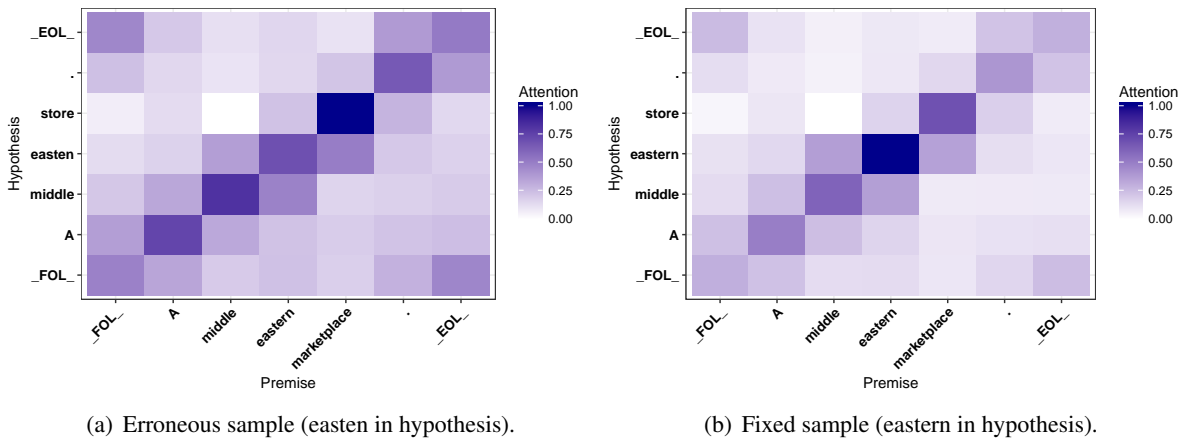 _EOL_
.
store
easten
middle
A
_FOL_
Hypothesis
_FOL_
A
middle
eastern
marketplace
.
_EOL_
Premise
Attention
1.00
0.75
0.50
0.25
0.00
(a) Erroneous sample (easten in hypothesis).
_EOL_
.
store
eastern
middle
A
_FOL_
Hypothesis
_FOL_
A
middle
eastern
marketplace
.
_EOL_
Premise
Attention
1.00
0.75
0.50
0.25
0.00
(b) Fixed sample (eastern in hypothesis).